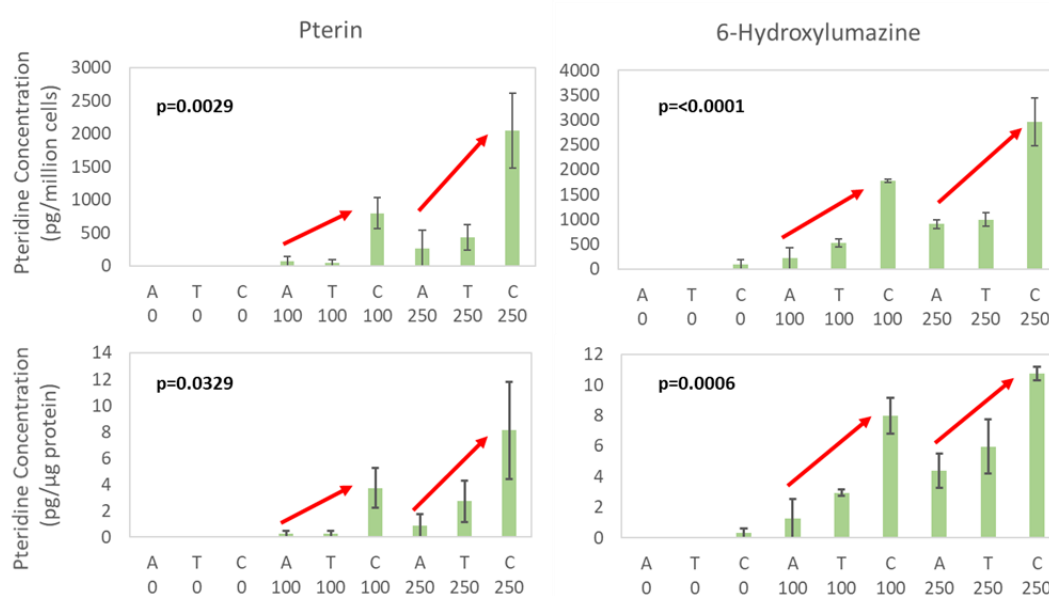 Pterin
6-Hydroxylumazine
Pteridine Concentration
(pg/million cells)
3000
2500
2000
1500
1000
500
0
p=0.0029
A T C A T C A T C
0 0 0 100 100 100 250 250 250
4000
3500
3000
2500
2000
1500
1000
500
0
p=<0.0001
A T C A T C A T C
0 0 0 100 100 100 250 250 250
Pteridine Concentration
(pg/µg protein)
14
12
10
8
6
4
2
0
p=0.0329
A T C A T C A T C
0 0 0 100 100 100 250 250 250
12
10
8
6
4
2
0
p=0.0006
A T C A T C A T C
0 0 0 100 100 100 250 250 250